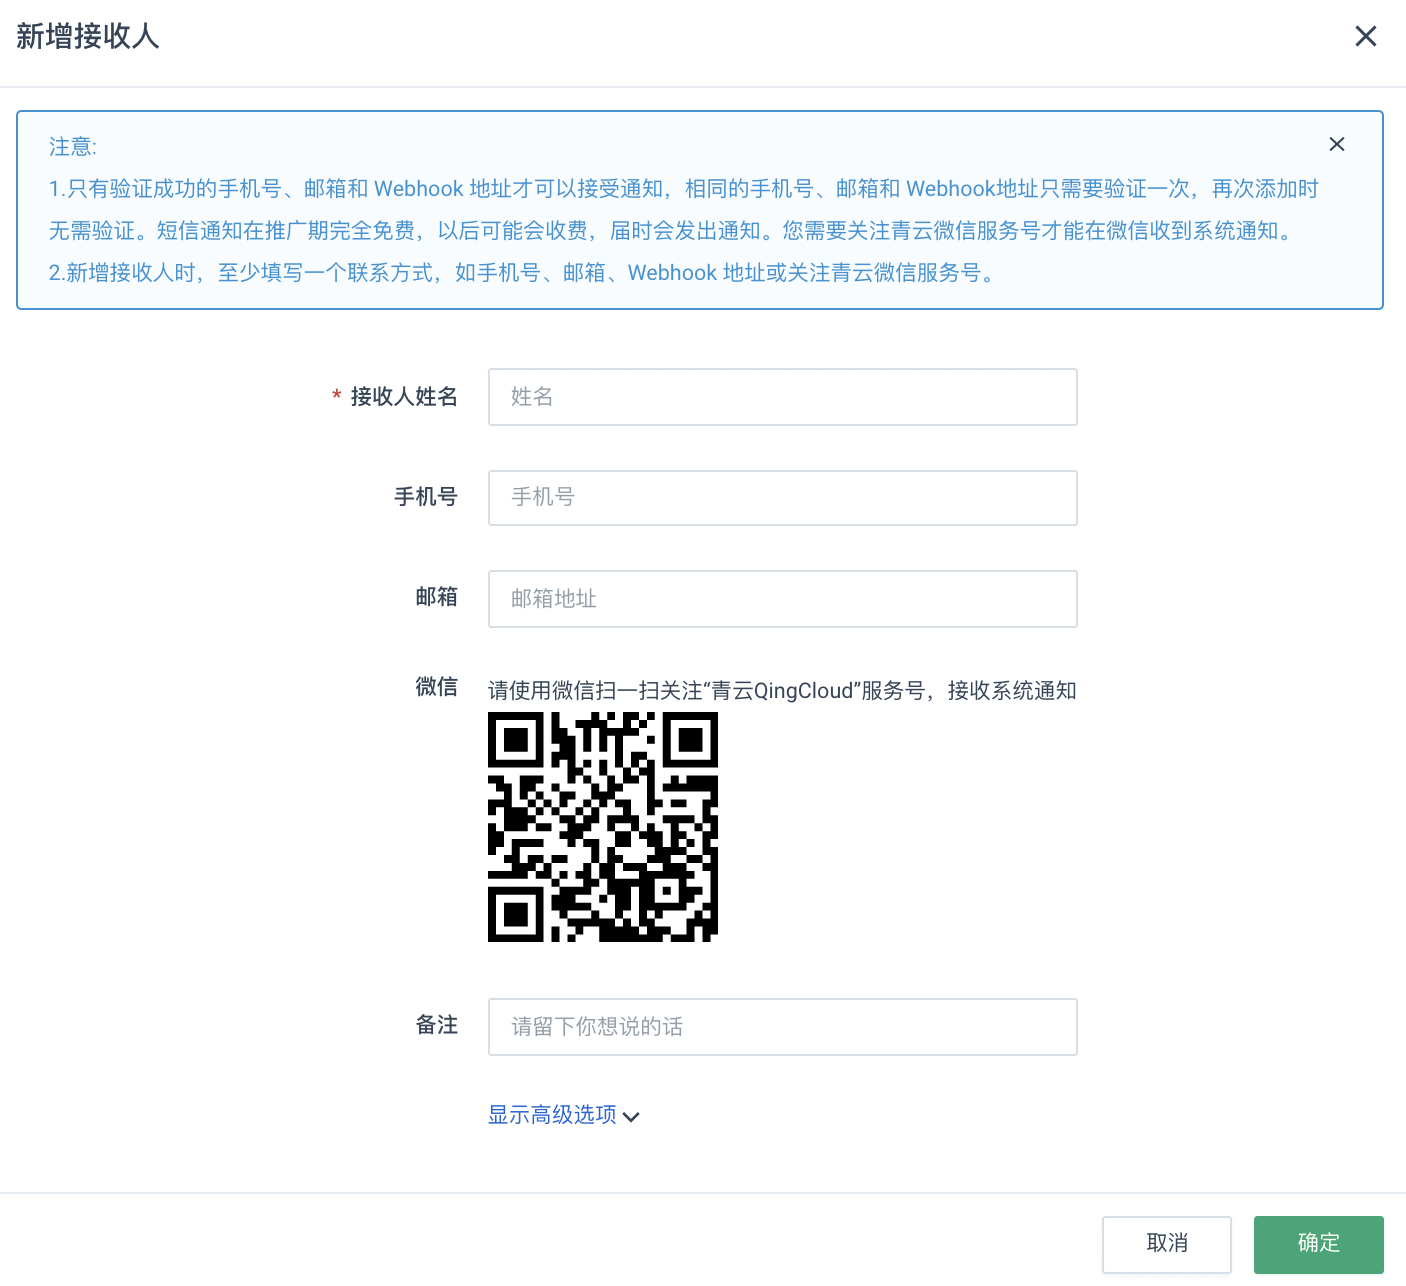 新增接收人
注意:
1.只有验证成功的手机号、邮箱和 Webhook 地址才可以接受通知，相同的手机号、邮箱和 Webhook地址只需要验证一次，再次添加时
无需验证。短信通知在推广期完全免费，以后可能会收费，届时会发出通知。您需要关注青云微信服务号才能在微信收到系统通知。
2.新增接收人时，至少填写一个联系方式，如手机号、邮箱、Webhook 地址或关注青云微信服务号。
* 接收人姓名 姓名
手机号 手机号
邮箱 邮箱地址
微信 请使用微信扫一扫关注“青云QingCloud”服务号，接收系统通知
备注 请留下你想说的话
显示高级选项
取消 确定